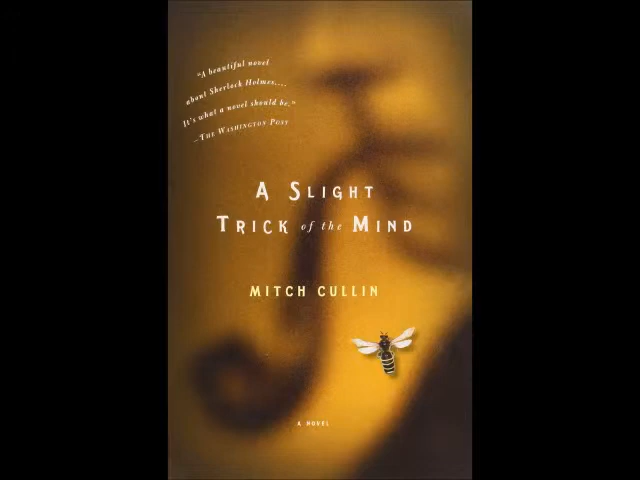 "A beautiful novel
about Sherlock Holmes....
It's what a novel should be."
—THE WASHINGTON POST
A SLIGHT
TRICK of the MIND
MITCH CULLIN
A NOVEL